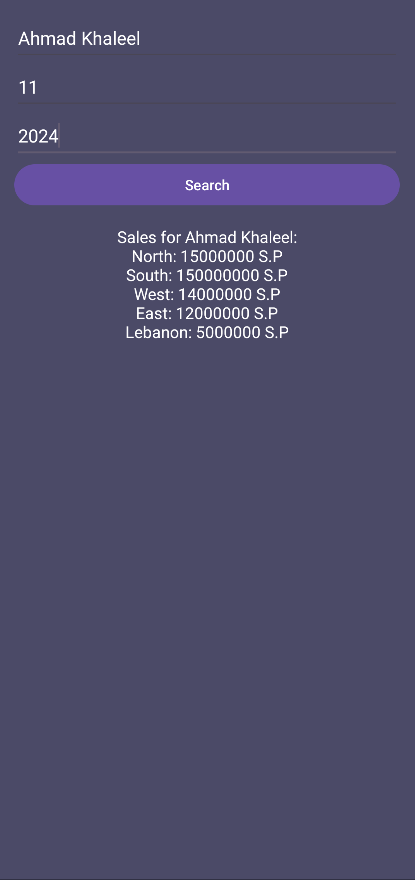 Ahmad Khaleel
11
2024
Search
Sales for Ahmad Khaleel:
North: 15000000 S.P
South: 150000000 S.P
West: 14000000 S.P
East: 12000000 S.P
Lebanon: 5000000 S.P